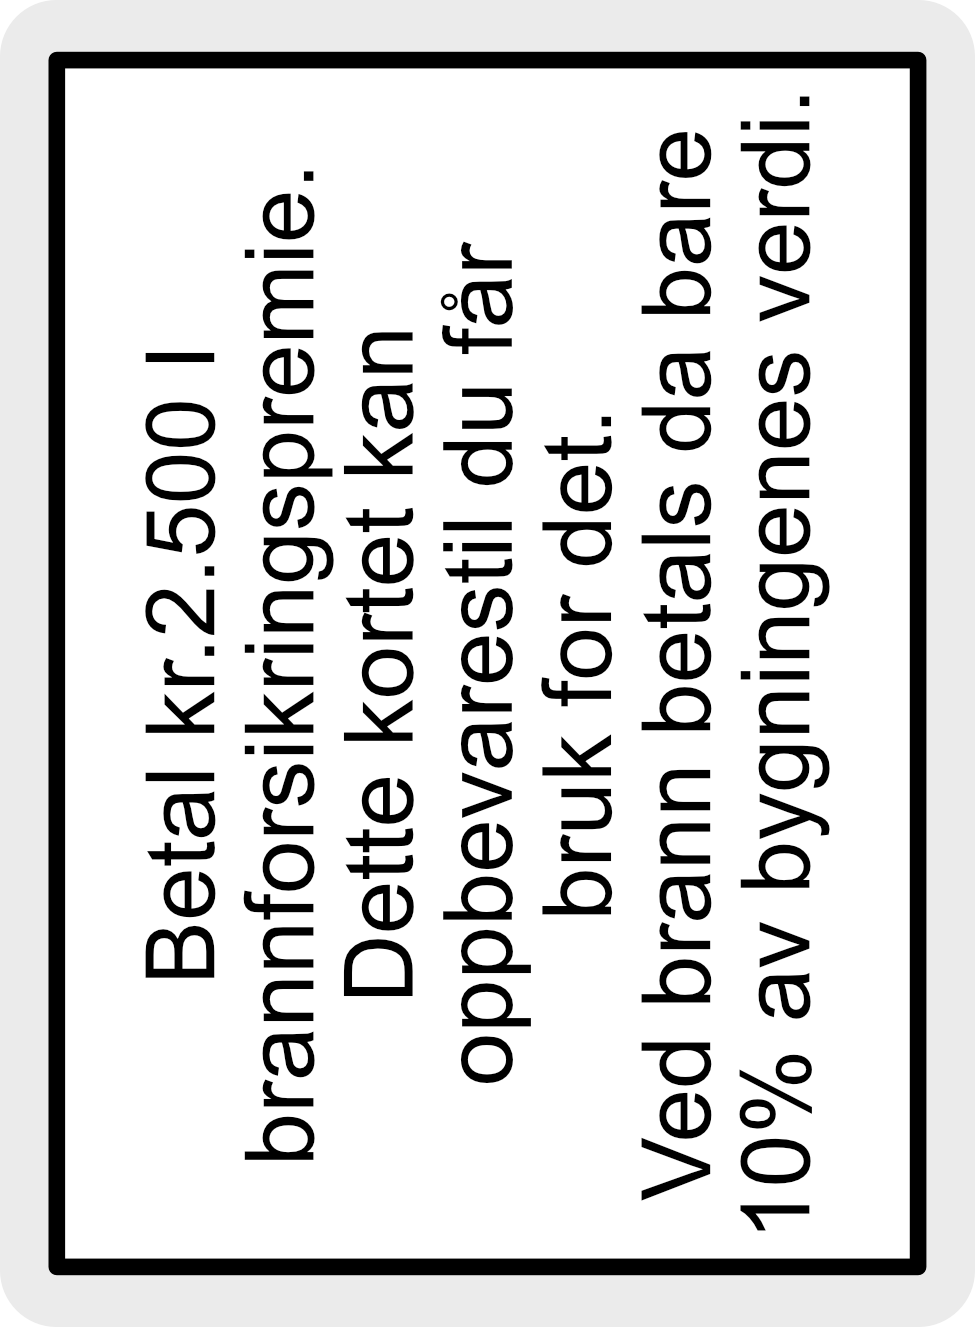 Betal kr.2.500 I
brannforsikringspremie.
Dette kortet kan
oppbevarestil du får
bruk for det.
Ved brann betals da bare
10% av bygningenes verdi.